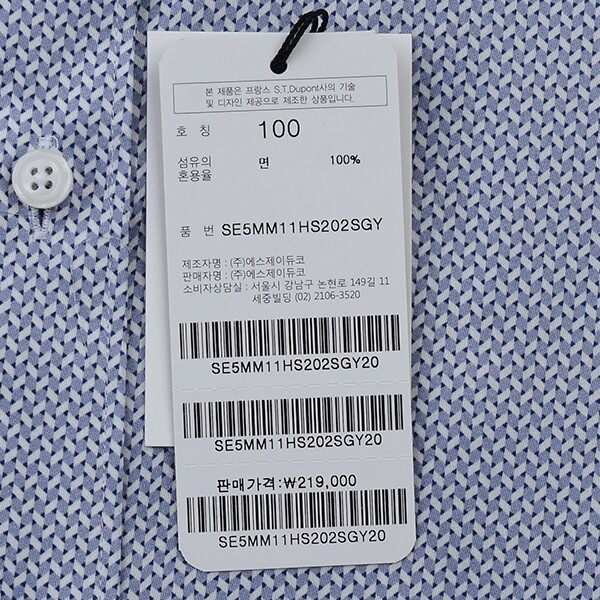 본 제품은 프랑스 S.T.Dupont사의 기술
및 디자인 제공으로 제조한 상품입니다.
호 칭 100
섬유의 혼용율 면 100%
품 번 SE5MM11HS202SGY
제조자명 : (주)에스제이듀코
판매자명 : (주)에스제이듀코
소비자상담실 : 서울시 강남구 논현로 149길 11
세중빌딩 (02) 2106-3520
SE5MM11HS202SGY20
SE5MM11HS202SGY20
판매가격:₩219,000
SE5MM11HS202SGY20